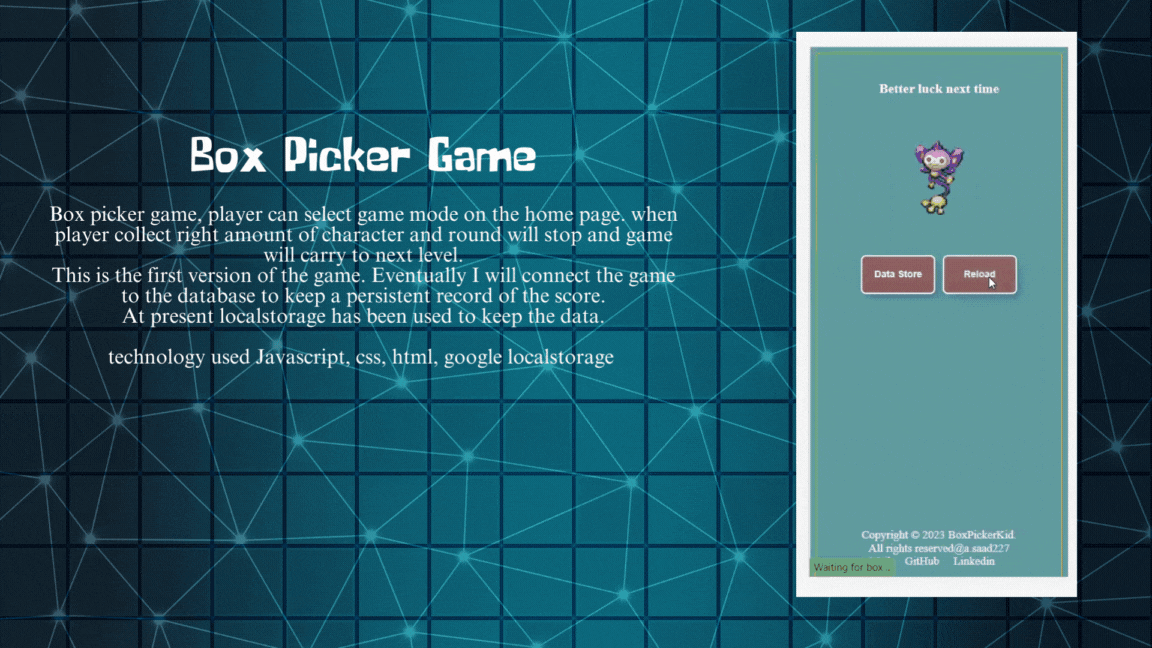 Box Picker Game
Box picker game, player can select game mode on the home page. when
player collect right amount of character and round will stop and game
will carry to next level.
This is the first version of the game. Eventually I will connect the game
to the database to keep a persistent record of the score.
At present localstorage has been used to keep the data.
technology used Javascript, css, html, google localstorage
Better luck next time
Data Store
Reload
Copyright © 2023 BoxPickerKid.
All rights reserved@a.saad227
GitHub Linkedin
Waiting for box...